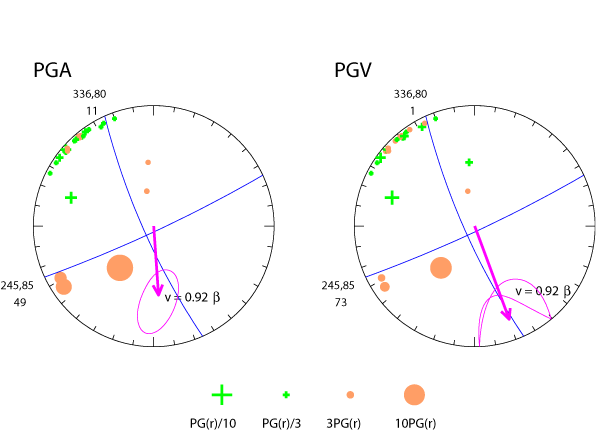 PGA
PGV
336,80
11
336,80
1
v = 0.92 β
v = 0.92 β
245,85
49
245,85
73
PG(r)/10
PG(r)/3
3PG(r)
10PG(r)